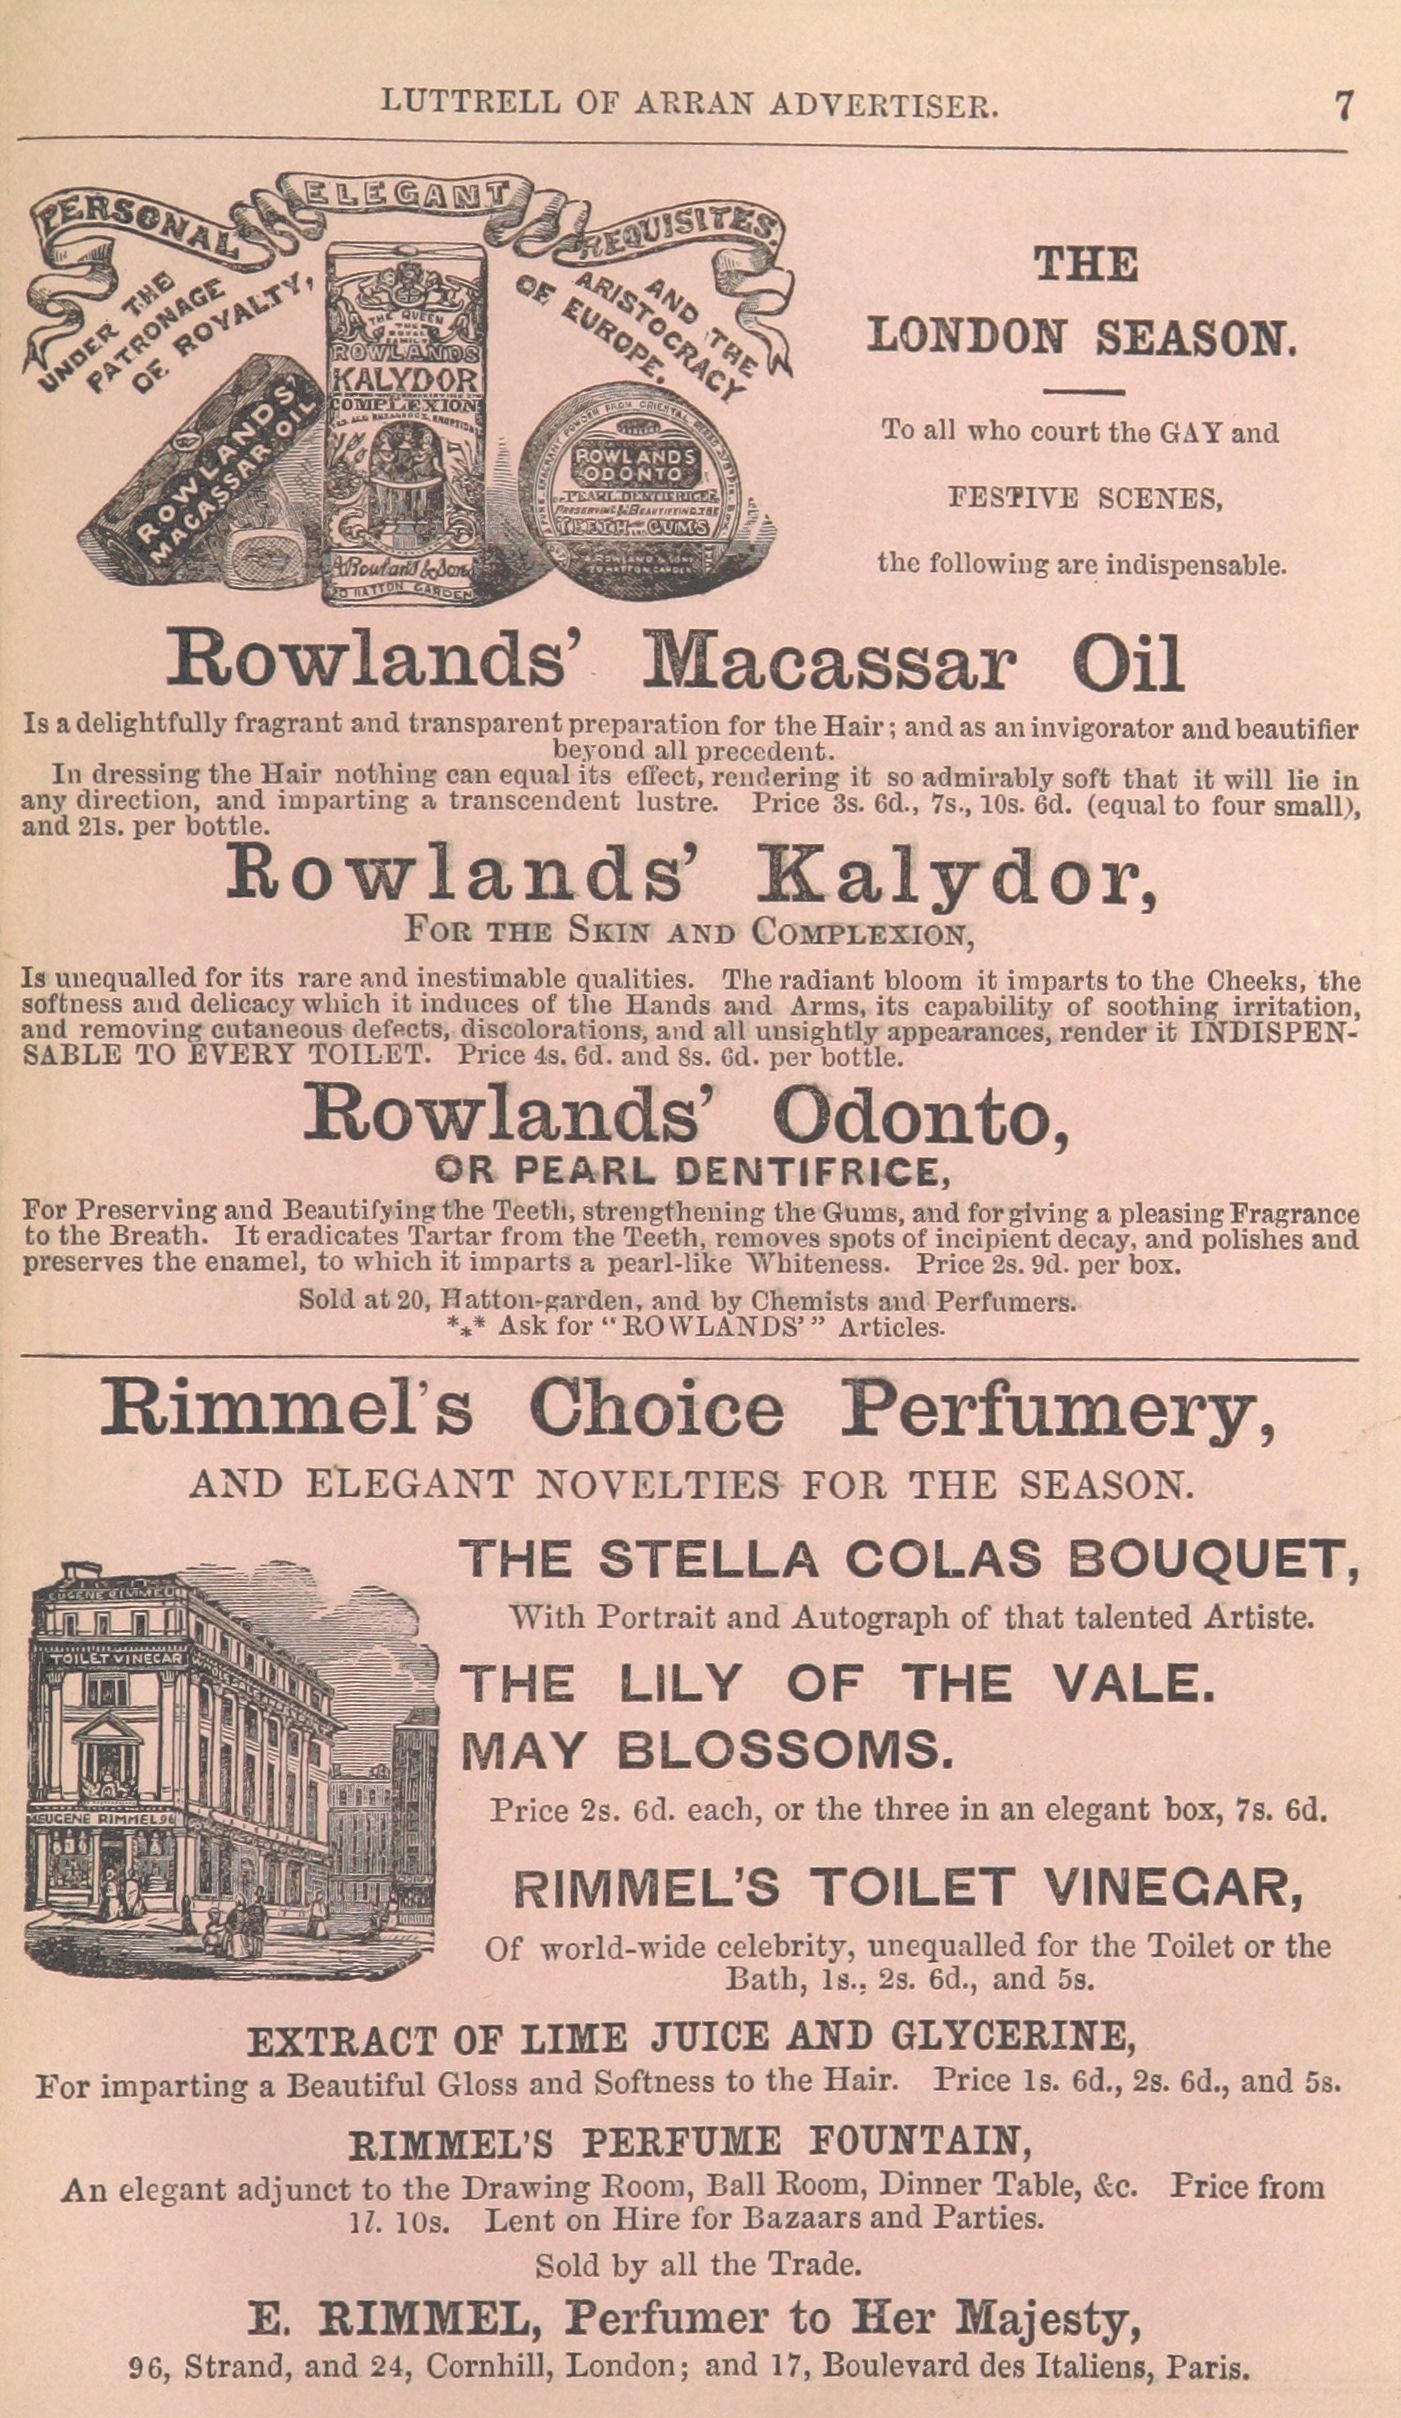 LUTTRELL OF ARRAN ADVERTISER. 7
PERSONAL ELEGANT REQUISITES.
UNDER THE
PATRONAGE
OF ROYALTY,
AND THE
ARISTOCRACY
OF EUROPE.
ROWLANDS'
MACASSAR OIL
THE QUEEN
ROWLANDS
KALYDOR
COMPLEXION
A. Rowland & Sons
20 HATTON GARDEN
ROWLANDS
ODONTO
PEARL DENTIFRICE
PRESERVING & BEAUTIFYING THE
TEETH AND GUMS
THE
LONDON SEASON.
To all who court the GAY and
FESTIVE SCENES,
the following are indispensable.
Rowlands' Macassar Oil
Is a delightfully fragrant and transparent preparation for the Hair; and as an invigorator and beautifier
beyond all precedent.
In dressing the Hair nothing can equal its effect, rendering it so admirably soft that it will lie in
any direction, and imparting a transcendent lustre. Price 3s. 6d., 7s., 10s. 6d. (equal to four small),
and 21s. per bottle.
Rowlands' Kalydor,
FOR THE SKIN AND COMPLEXION,
Is unequalled for its rare and inestimable qualities. The radiant bloom it imparts to the Cheeks, the
softness and delicacy which it induces of the Hands and Arms, its capability of soothing irritation,
and removing cutaneous defects, discolorations, and all unsightly appearances, render it INDISPEN-
SABLE TO EVERY TOILET. Price 4s. 6d. and 8s. 6d. per bottle.
Rowlands' Odonto,
OR PEARL DENTIFRICE,
For Preserving and Beautifying the Teeth, strengthening the Gums, and for giving a pleasing Fragrance
to the Breath. It eradicates Tartar from the Teeth, removes spots of incipient decay, and polishes and
preserves the enamel, to which it imparts a pearl-like Whiteness. Price 2s. 9d. per box.
Sold at 20, Hatton-garden, and by Chemists and Perfumers.
*** Ask for "ROWLANDS'" Articles.
Rimmel's Choice Perfumery,
AND ELEGANT NOVELTIES FOR THE SEASON.
EUGENE RIMMEL
TOILET VINEGAR
EUGENE RIMMEL 96
THE STELLA COLAS BOUQUET,
With Portrait and Autograph of that talented Artiste.
THE LILY OF THE VALE.
MAY BLOSSOMS.
Price 2s. 6d. each, or the three in an elegant box, 7s. 6d.
RIMMEL'S TOILET VINEGAR,
Of world-wide celebrity, unequalled for the Toilet or the
Bath, 1s., 2s. 6d., and 5s.
EXTRACT OF LIME JUICE AND GLYCERINE,
For imparting a Beautiful Gloss and Softness to the Hair. Price 1s. 6d., 2s. 6d., and 5s.
RIMMEL'S PERFUME FOUNTAIN,
An elegant adjunct to the Drawing Room, Ball Room, Dinner Table, &c. Price from
1l. 10s. Lent on Hire for Bazaars and Parties.
Sold by all the Trade.
E. RIMMEL, Perfumer to Her Majesty,
96, Strand, and 24, Cornhill, London; and 17, Boulevard des Italiens, Paris.